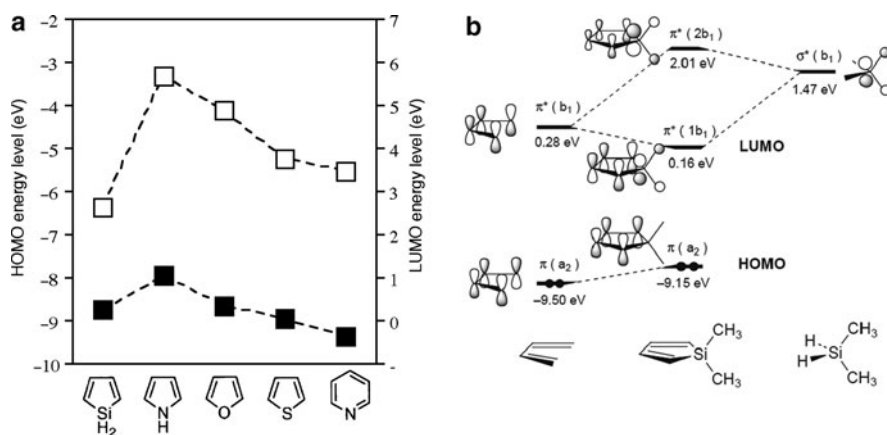 a
HOMO energy level (eV)
-2
-3
-4
-5
-6
-7
-8
-9
-10
7
6
5
4
3
2
1
0
-
LUMO energy level (eV)
Si
H2
N
H
O
S
N
b
π* (2b1)
2.01 eV
σ* (b1)
1.47 eV
π* (b1)
0.28 eV
π* (1b1)
0.16 eV
LUMO
π (a2)
–9.50 eV
π (a2)
–9.15 eV
HOMO
Si
CH3
CH3
H
H
Si
CH3
CH3